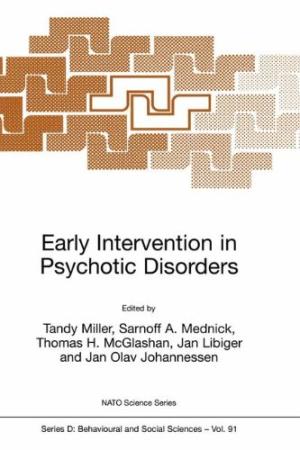 Early Intervention in
Psychotic Disorders
Edited by
Tandy Miller, Sarnoff A. Mednick,
Thomas H. McGlashan, Jan Libiger
and Jan Olav Johannessen
NATO Science Series
Series D: Behavioural and Social Sciences – Vol. 91